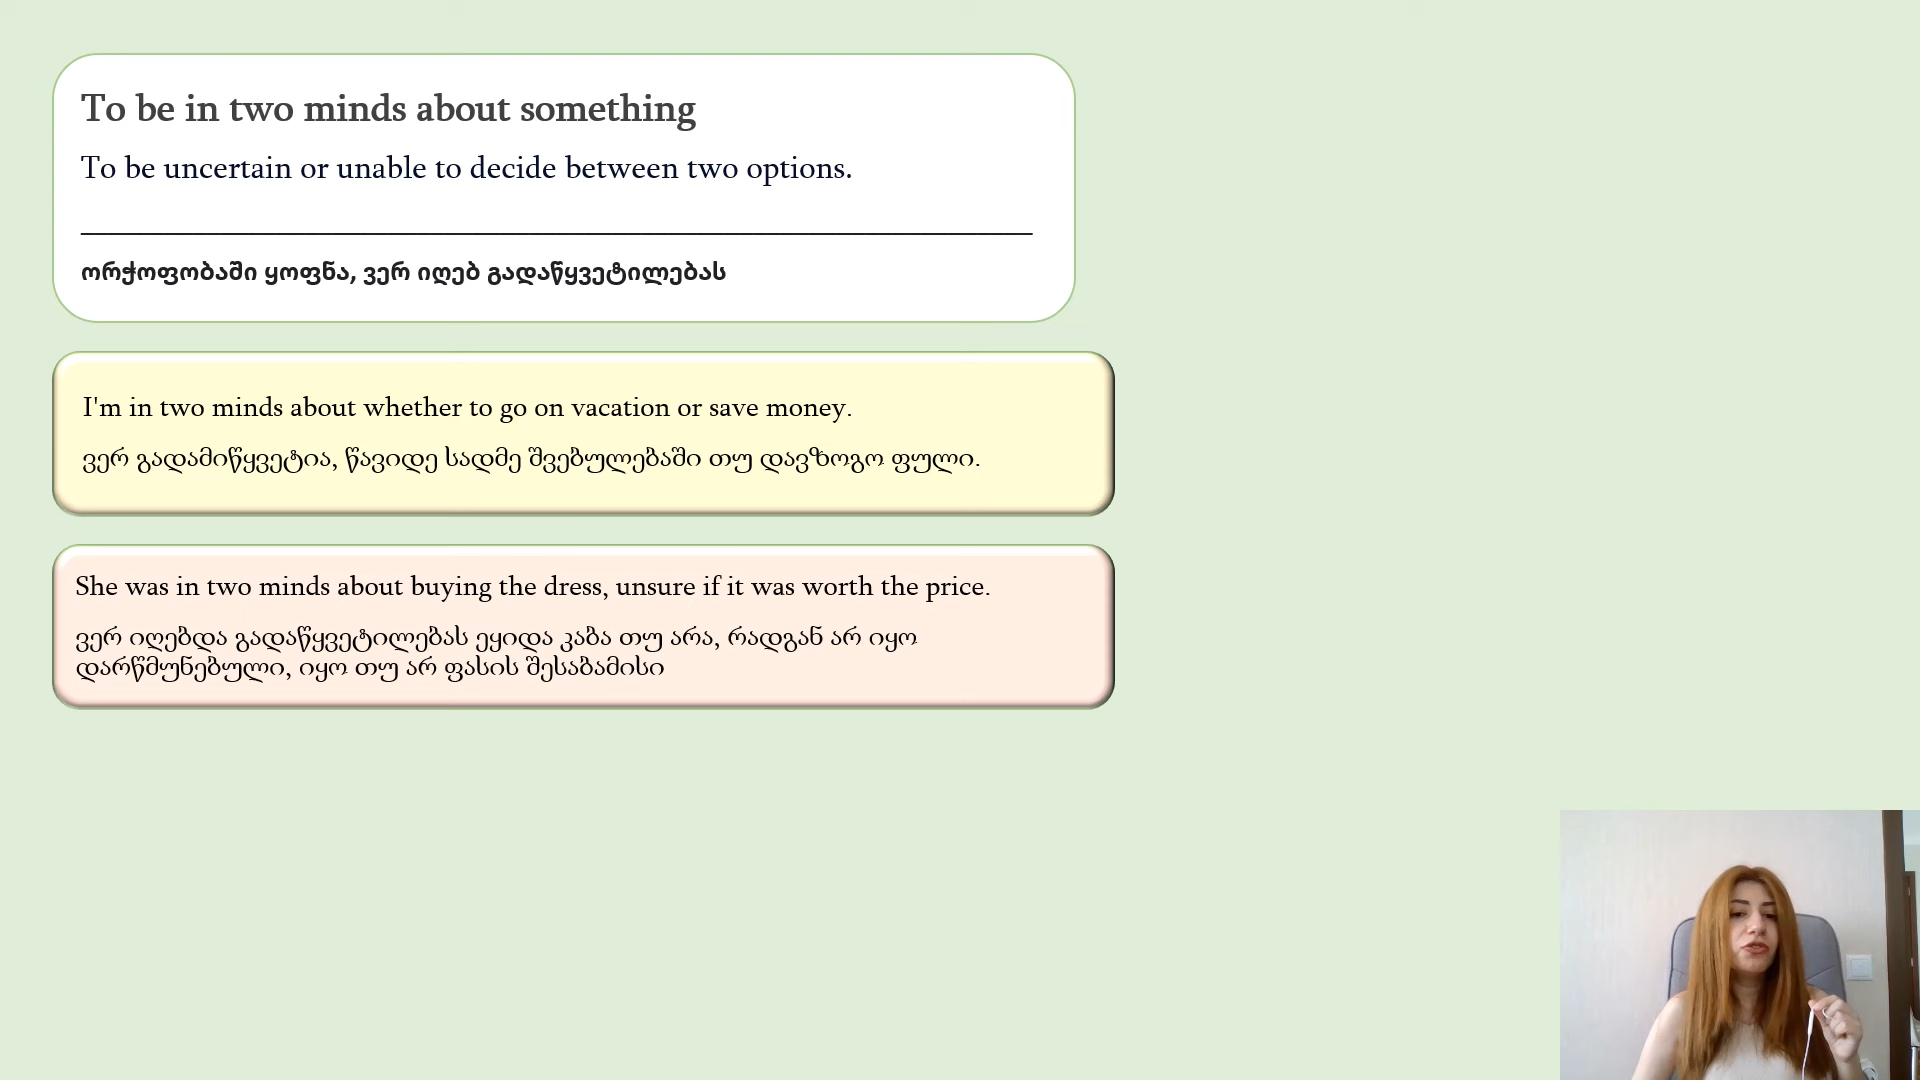 To be in two minds about something
To be uncertain or unable to decide between two options.
ორჭოფობაში ყოფნა, ვერ იღებ გადაწყვეტილებას
I'm in two minds about whether to go on vacation or save money.
ვერ გადამიწყვეტია, წავიდე სადმე შვებულებაში თუ დავზოგო ფული.
She was in two minds about buying the dress, unsure if it was worth the price.
ვერ იღებდა გადაწყვეტილებას ეყიდა კაბა თუ არა, რადგან არ იყო
დარწმუნებული, იყო თუ არ ფასის შესაბამისი